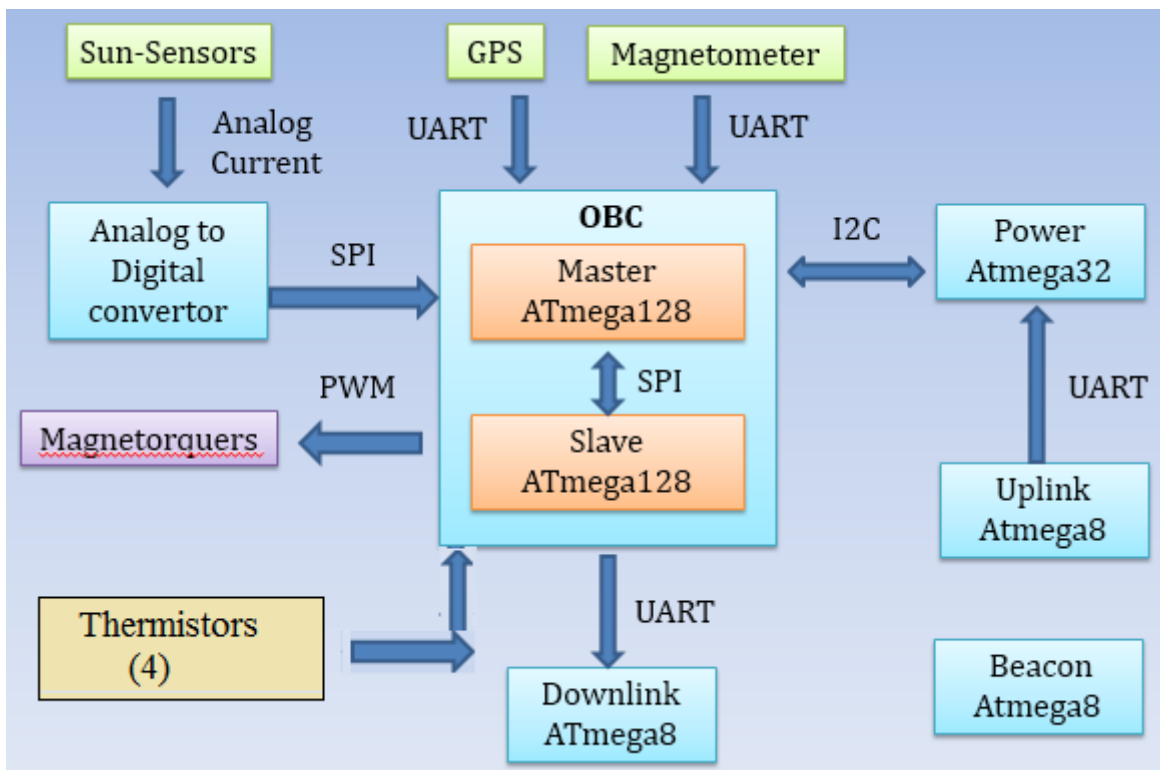 Sun-Sensors
GPS
Magnetometer
Analog
Current
UART
UART
Analog to
Digital
convertor
SPI
OBC
Master
ATmega128
SPI
Slave
ATmega128
I2C
Power
Atmega32
PWM
Magnetorquers
UART
Uplink
Atmega8
Thermistors
(4)
UART
Downlink
ATmega8
Beacon
Atmega8